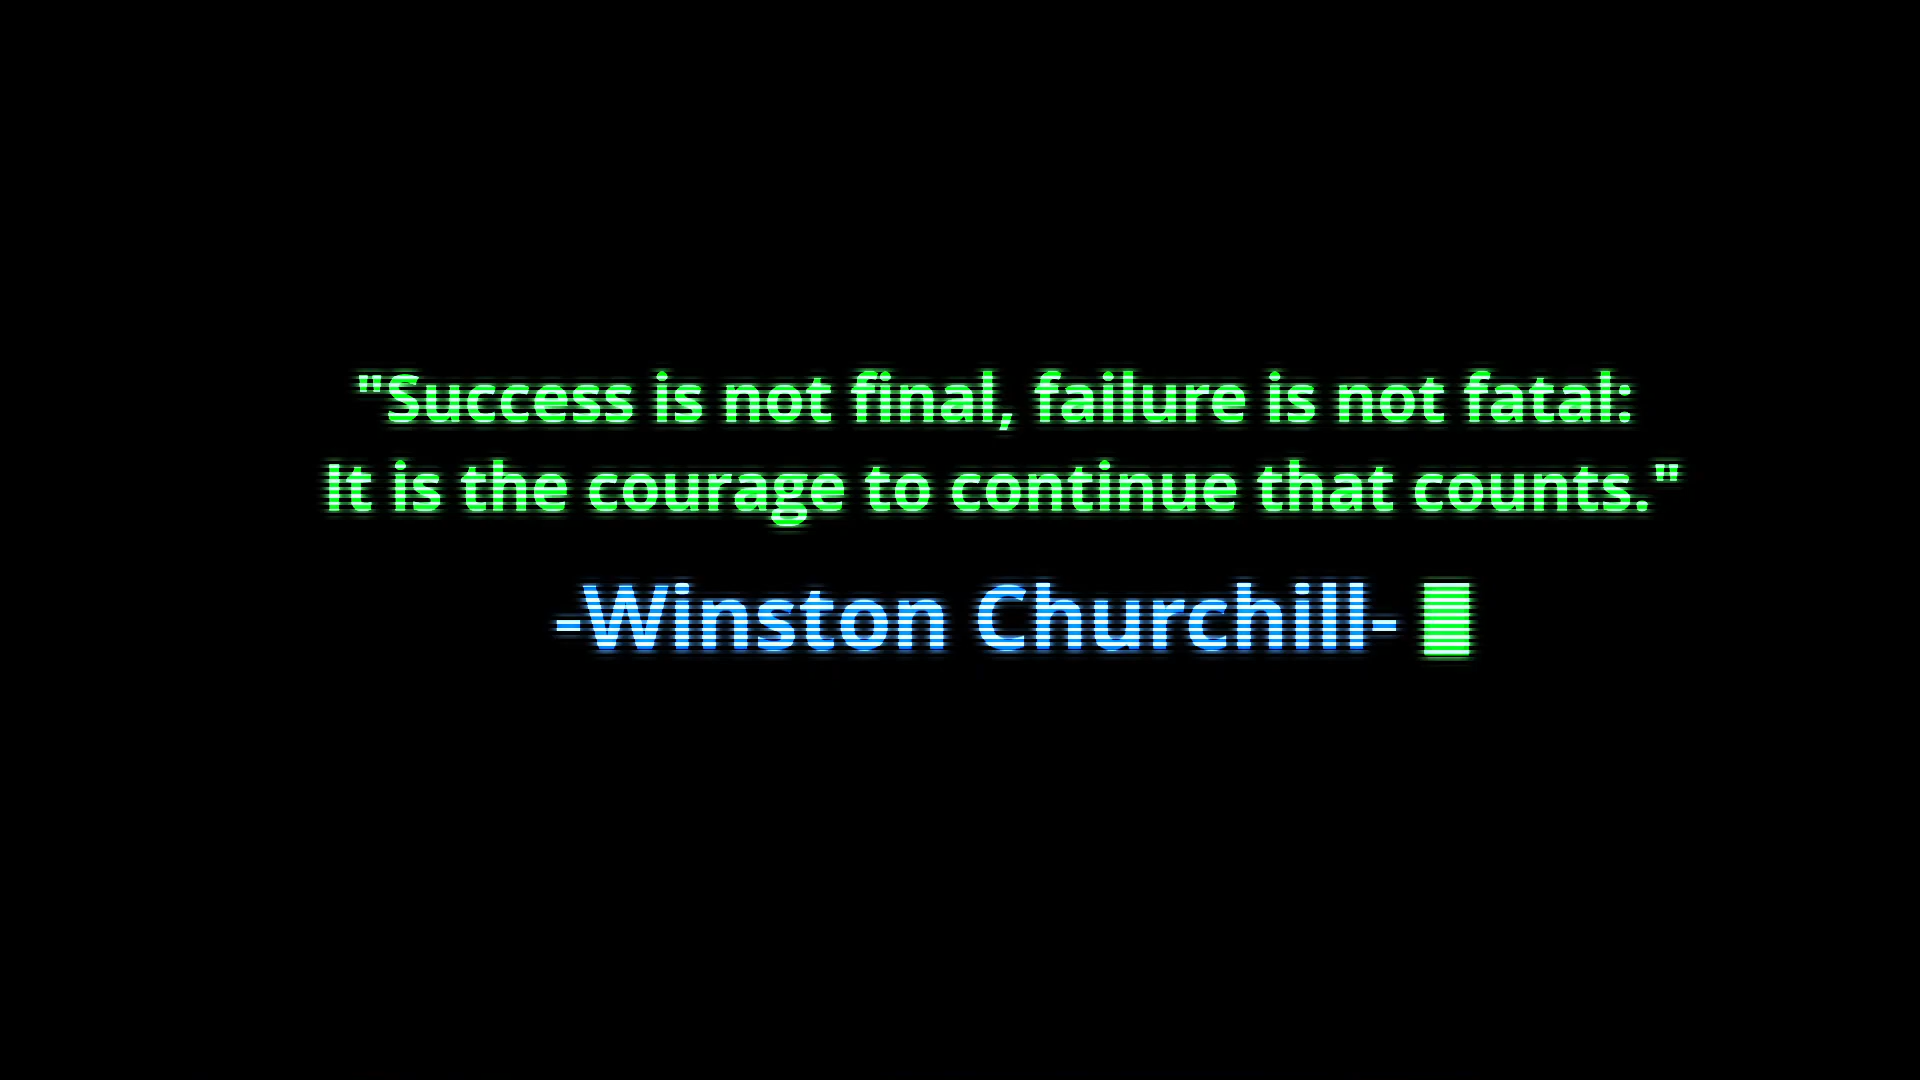 "Success is not final, failure is not fatal:
It is the courage to continue that counts."
-Winston Churchill-